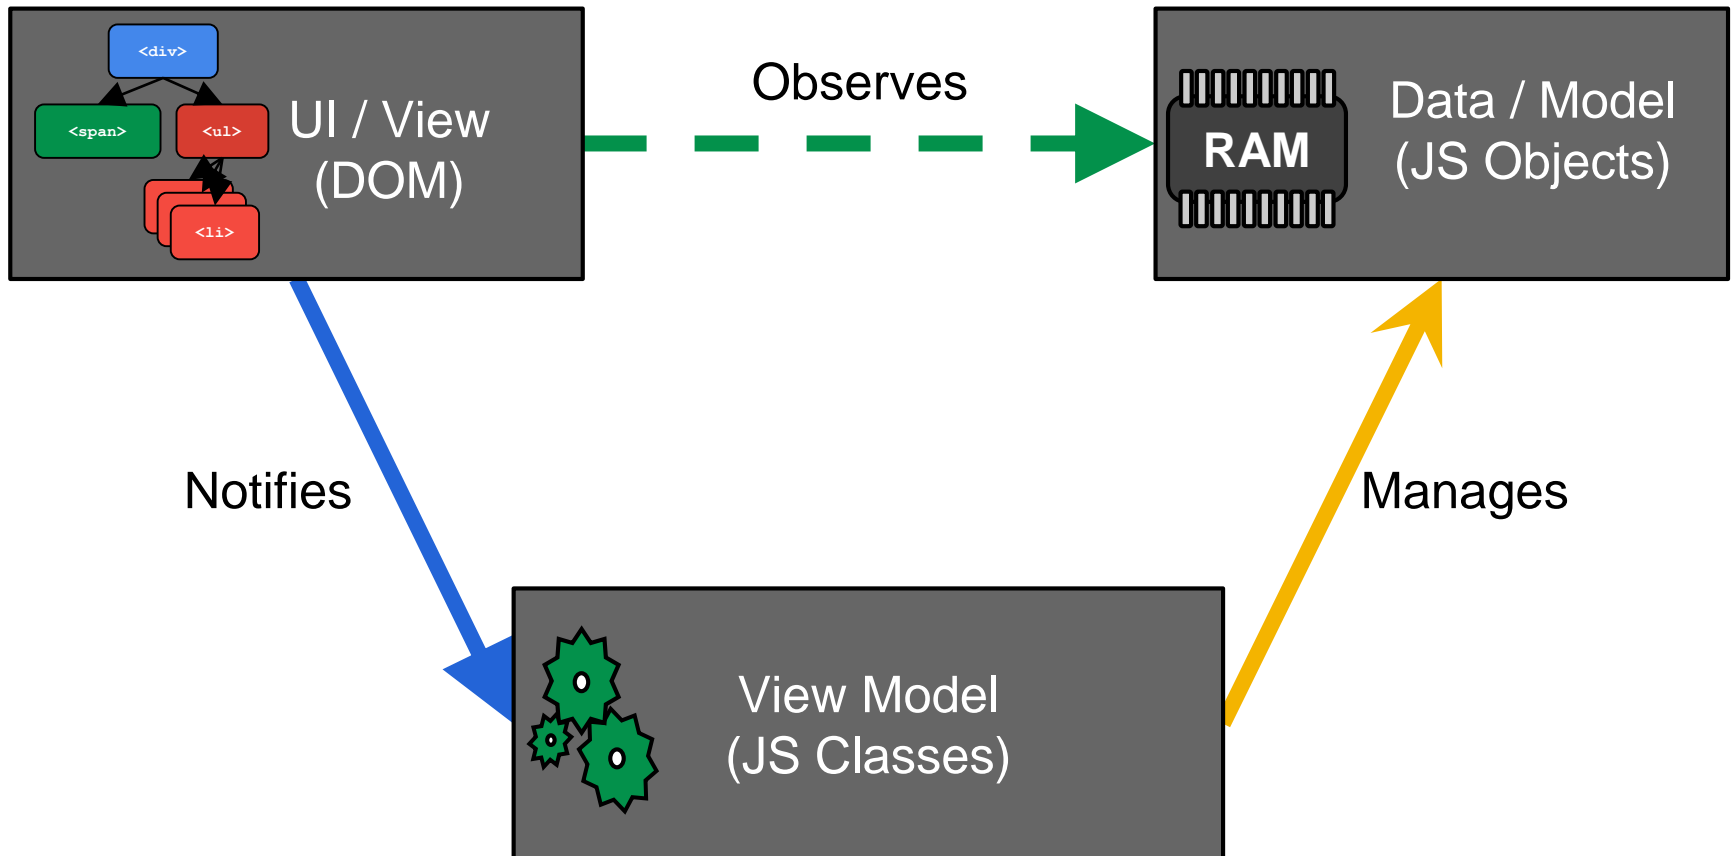 <div>
<span>
<ul>
<li>
UI / View
(DOM)
Observes
RAM
Data / Model
(JS Objects)
Notifies
Manages
View Model
(JS Classes)